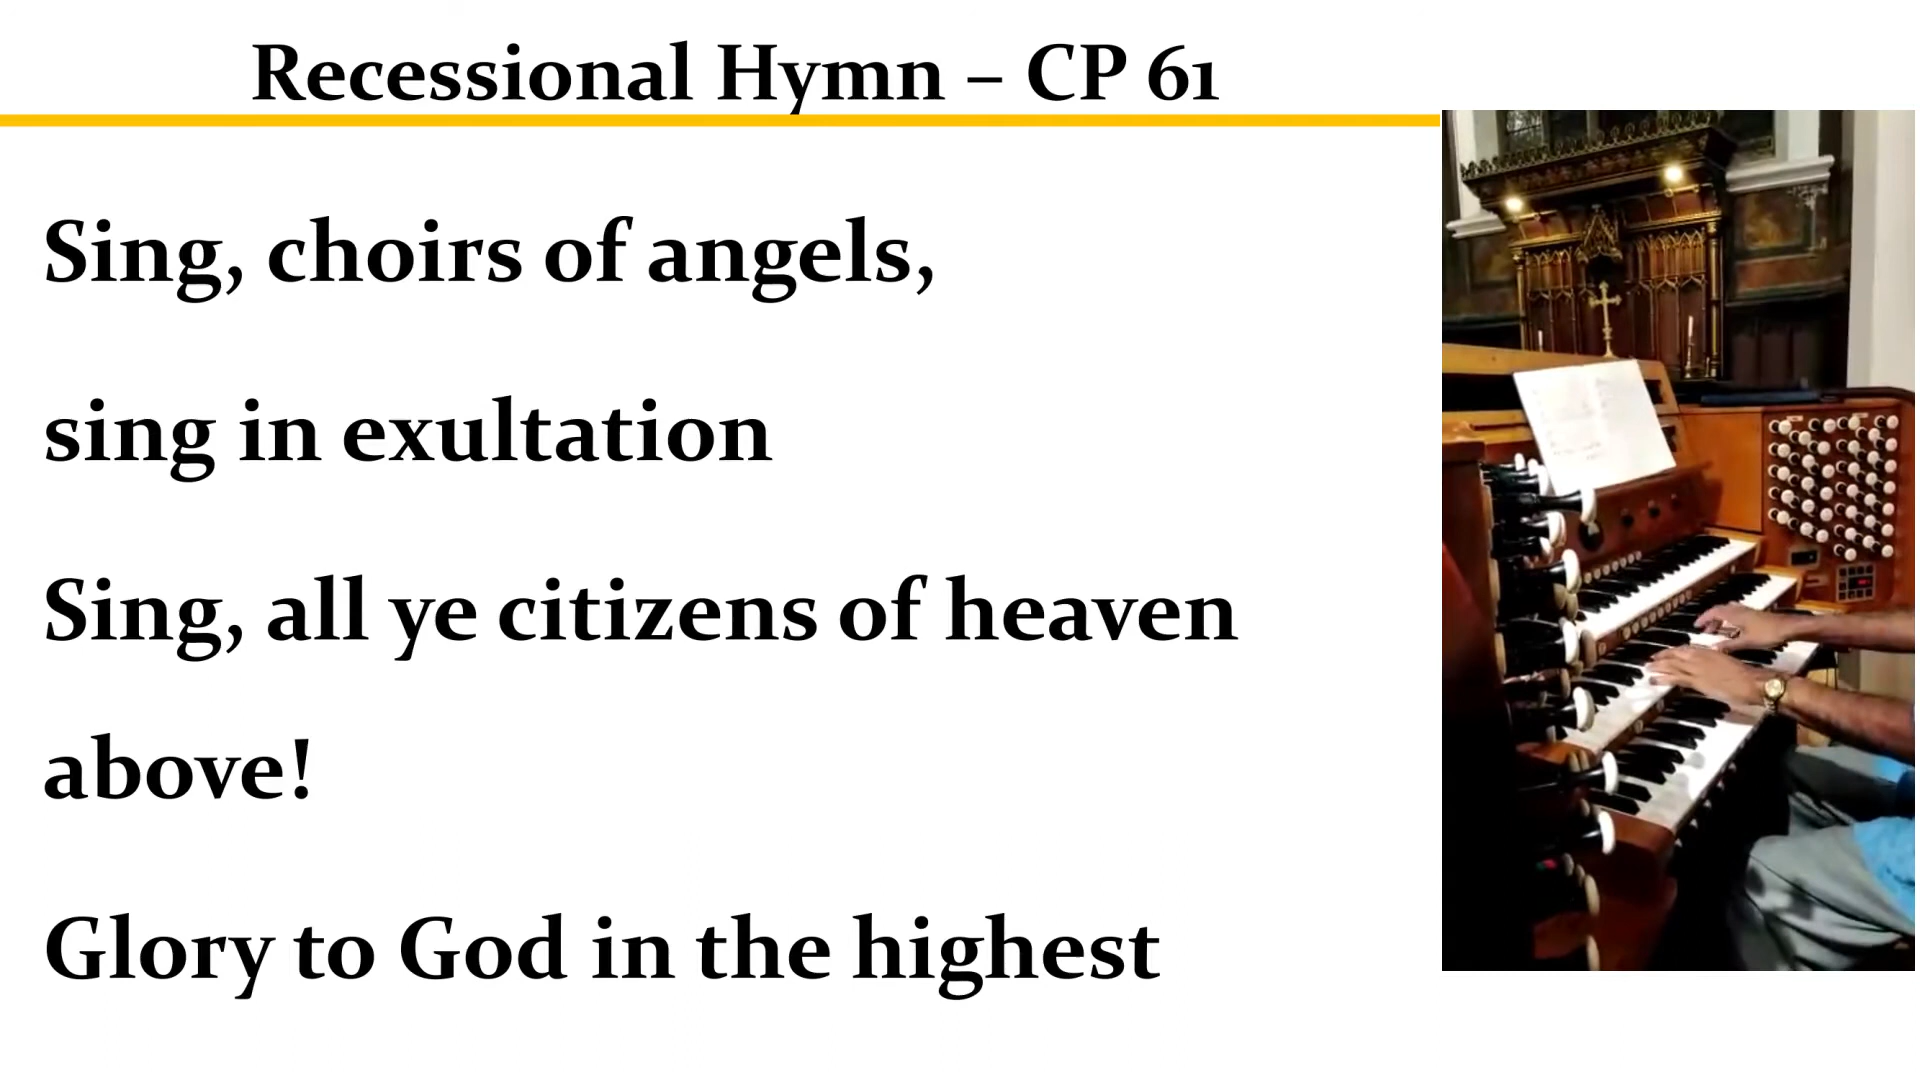 Recessional Hymn – CP 61
Sing, choirs of angels,
sing in exultation
Sing, all ye citizens of heaven
above!
Glory to God in the highest